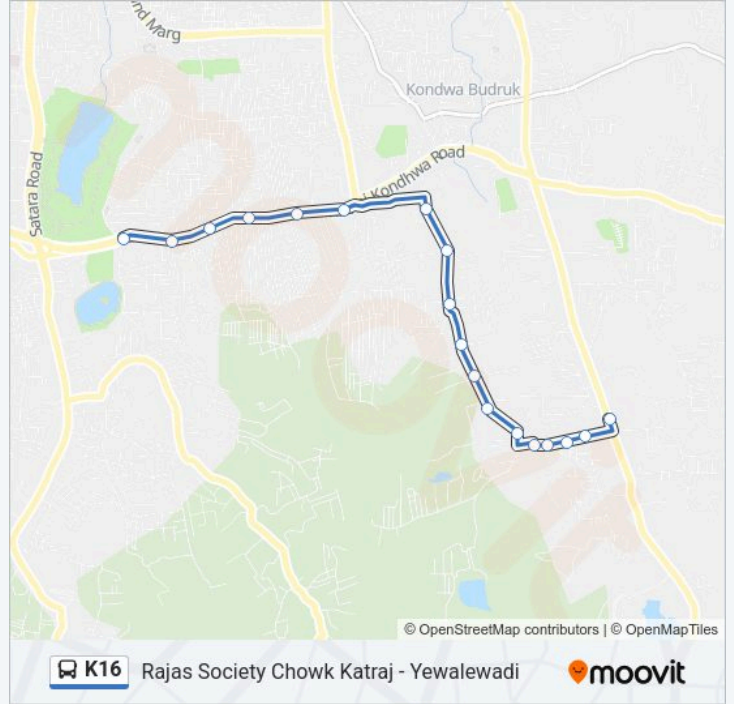 nd Marg
Kondwa Budruk
Kondhwa Road
Satara Road
© OpenStreetMap contributors | © OpenMapTiles
K16 Rajas Society Chowk Katraj - Yewalewadi
moovit